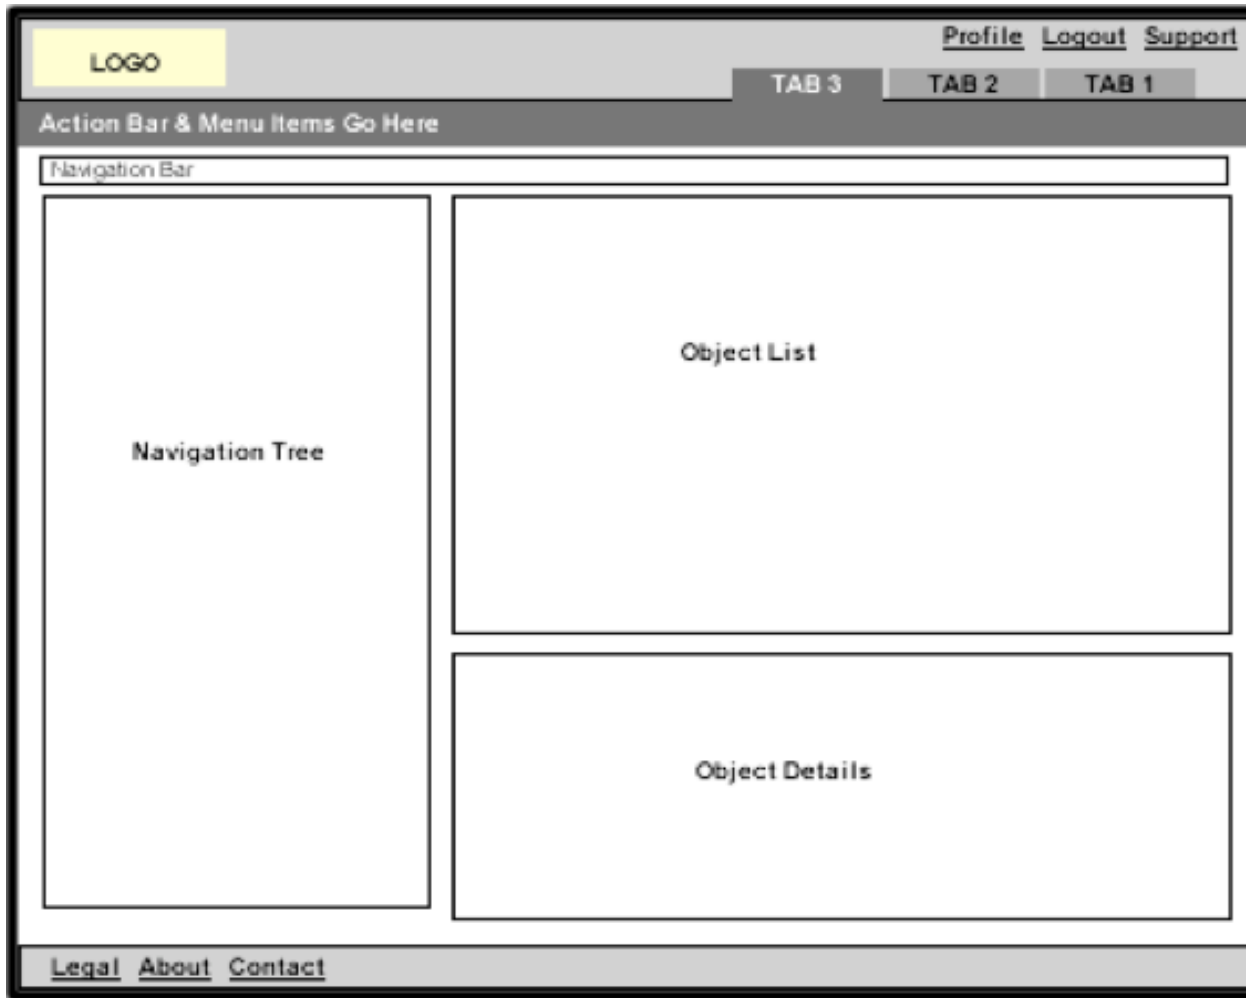 LOGO
Profile Logout Support
TAB 3 TAB 2 TAB 1
Action Bar & Menu Items Go Here
Navigation Bar
Navigation Tree
Object List
Object Details
Legal About Contact